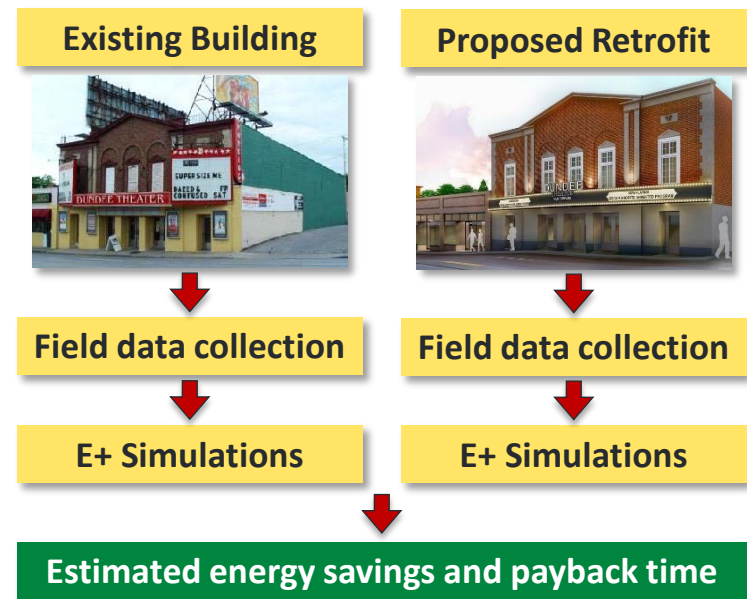 Existing Building
Proposed Retrofit
SUPER SIZE ME
DAZED & FF
CONFUSED SAT
DUNDEE THEATER
DUNDEE
Field data collection
Field data collection
E+ Simulations
E+ Simulations
Estimated energy savings and payback time